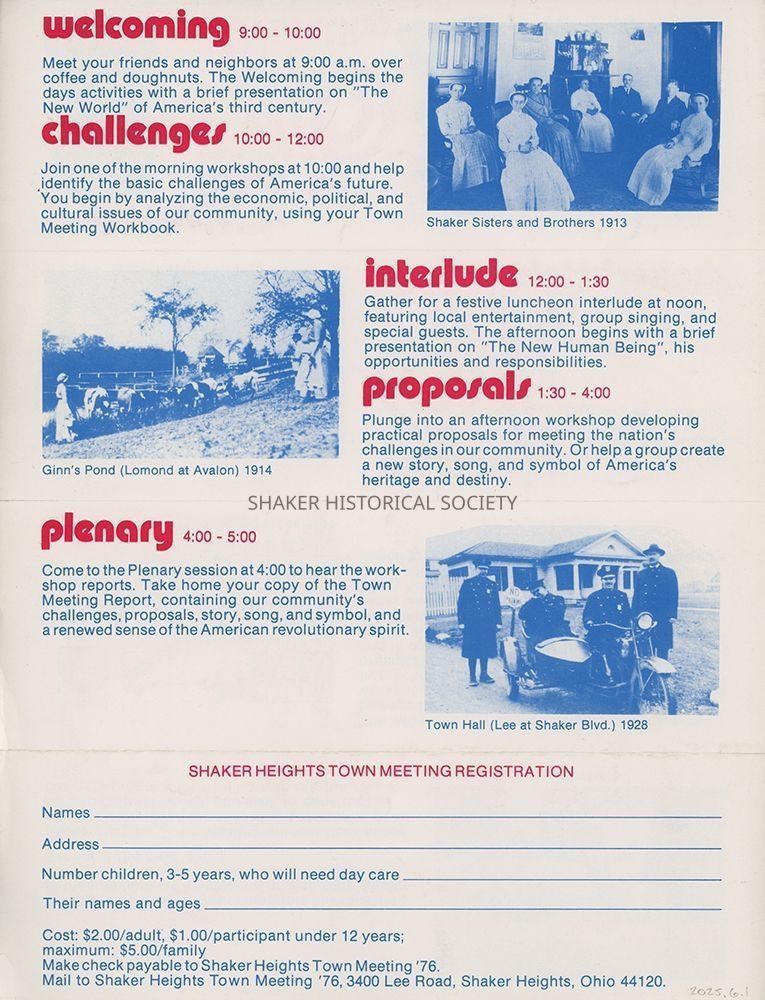 welcoming 9:00 - 10:00
Meet your friends and neighbors at 9:00 a.m. over
coffee and doughnuts. The Welcoming begins the
days activities with a brief presentation on "The
New World" of America's third century.
challenges 10:00 - 12:00
Join one of the morning workshops at 10:00 and help
identify the basic challenges of America's future.
You begin by analyzing the economic, political, and
cultural issues of our community, using your Town
Meeting Workbook.
Shaker Sisters and Brothers 1913
interlude 12:00 - 1:30
Gather for a festive luncheon interlude at noon,
featuring local entertainment, group singing, and
special guests. The afternoon begins with a brief
presentation on "The New Human Being", his
opportunities and responsibilities.
proposals 1:30 - 4:00
Plunge into an afternoon workshop developing
practical proposals for meeting the nation's
challenges in our community. Or help a group create
a new story, song, and symbol of America's
heritage and destiny.
Ginn's Pond (Lomond at Avalon) 1914
SHAKER HISTORICAL SOCIETY
plenary 4:00 - 5:00
Come to the Plenary session at 4:00 to hear the work-
shop reports. Take home your copy of the Town
Meeting Report, containing our community's
challenges, proposals, story, song, and symbol, and
a renewed sense of the American revolutionary spirit.
Town Hall (Lee at Shaker Blvd.) 1928
SHAKER HEIGHTS TOWN MEETING REGISTRATION
Names
Address
Number children, 3-5 years, who will need day care
Their names and ages
Cost: $2.00/adult, $1.00/participant under 12 years;
maximum: $5.00/family
Make check payable to Shaker Heights Town Meeting '76.
Mail to Shaker Heights Town Meeting '76, 3400 Lee Road, Shaker Heights, Ohio 44120.
2025.6.1